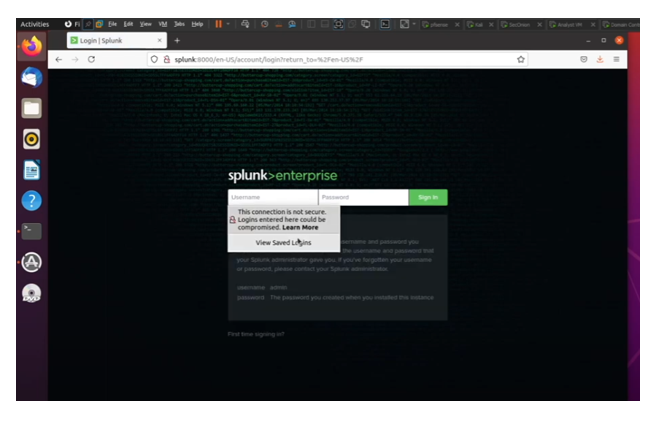 Activities Fi File Edit View VM Tabs Help pfSense × Kali × SecOnion × Analyst VM × Domain Cont
Login | Splunk × +
splunk:8000/en-US/account/login?return_to=%2Fen-US%2F
splunk>enterprise
Username Password Sign In
This connection is not secure.
Logins entered here could be
compromised. Learn More
View Saved Logins
username and password you
the username and password that
your Splunk administrator gave you. If you've forgotten your username
or password, please contact your Splunk administrator.
username admin
password The password you created when you installed this instance
First time signing in?